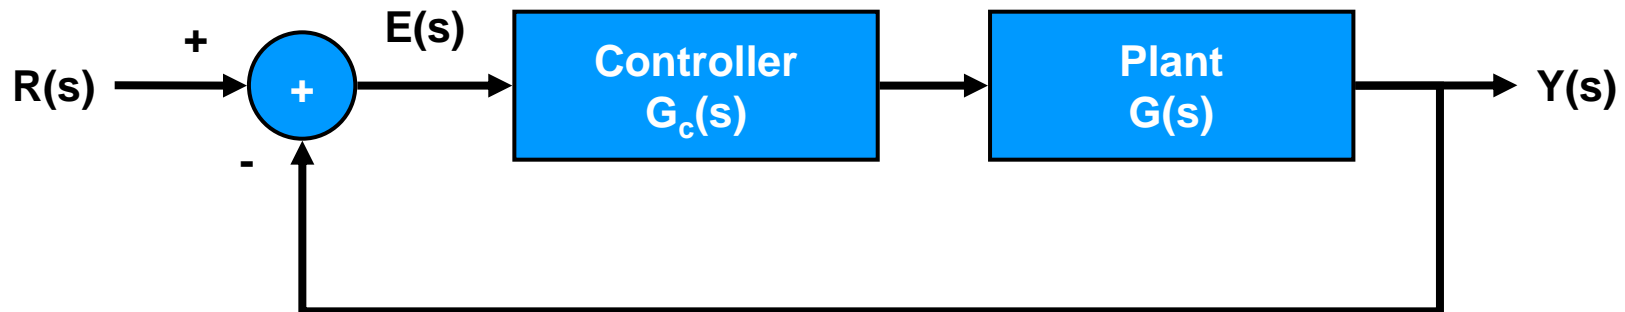 +
E(s)
R(s)
+
Controller
Gc(s)
Plant
G(s)
Y(s)
-